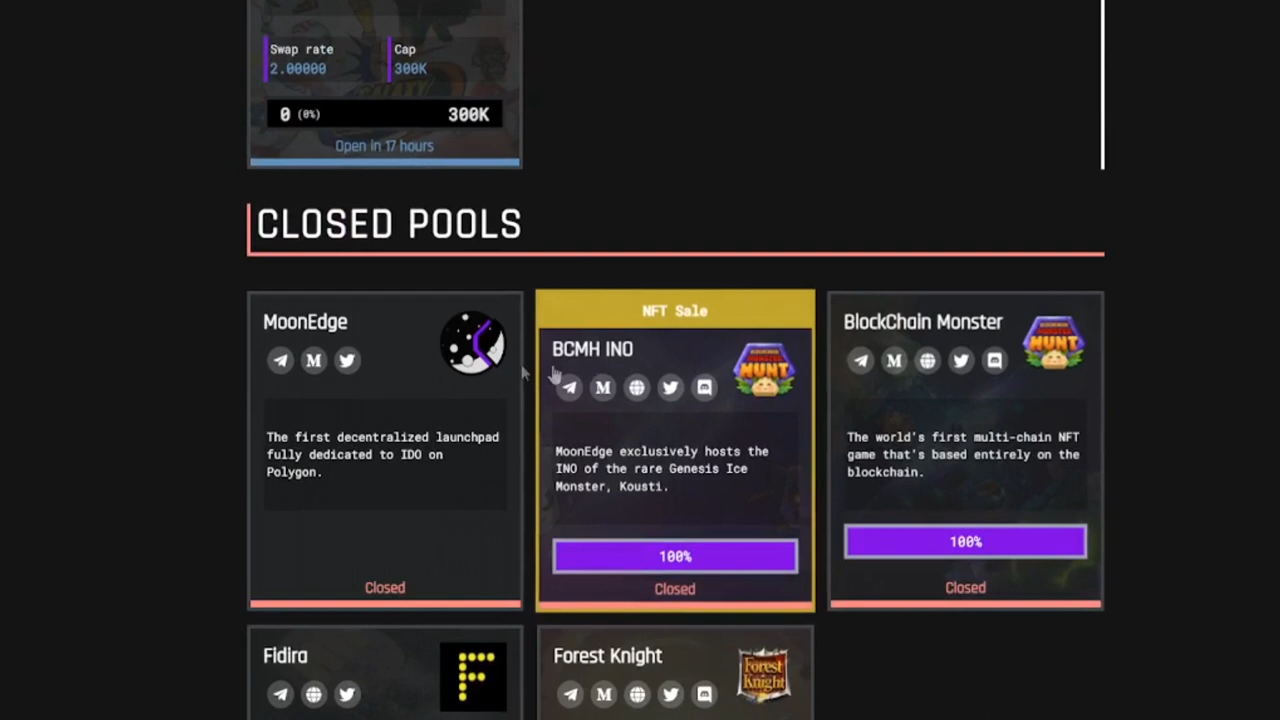 Swap rate
2.00000
Cap
300K
0 (0%)
300K
Open in 17 hours
CLOSED POOLS
MoonEdge
The first decentralized launchpad
fully dedicated to IDO on
Polygon.
Closed
NFT Sale
BCMH INO
MoonEdge exclusively hosts the
INO of the rare Genesis Ice
Monster, Kousti.
100%
Closed
BlockChain Monster
HUNT
The world's first multi-chain NFT
game that's based entirely on the
blockchain.
100%
Closed
Fidira
F
Forest Knight
Forest
Knight